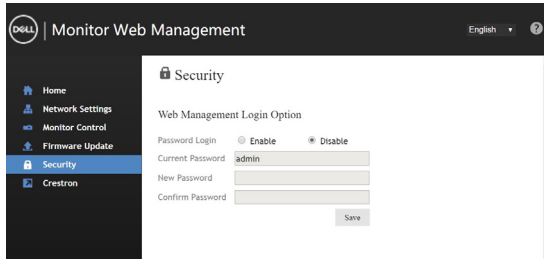 DELL | Monitor Web Management
English
?
Home
Network Settings
Monitor Control
Firmware Update
Security
Crestron
Security
Web Management Login Option
Password Login Enable Disable
Current Password admin
New Password
Confirm Password
Save